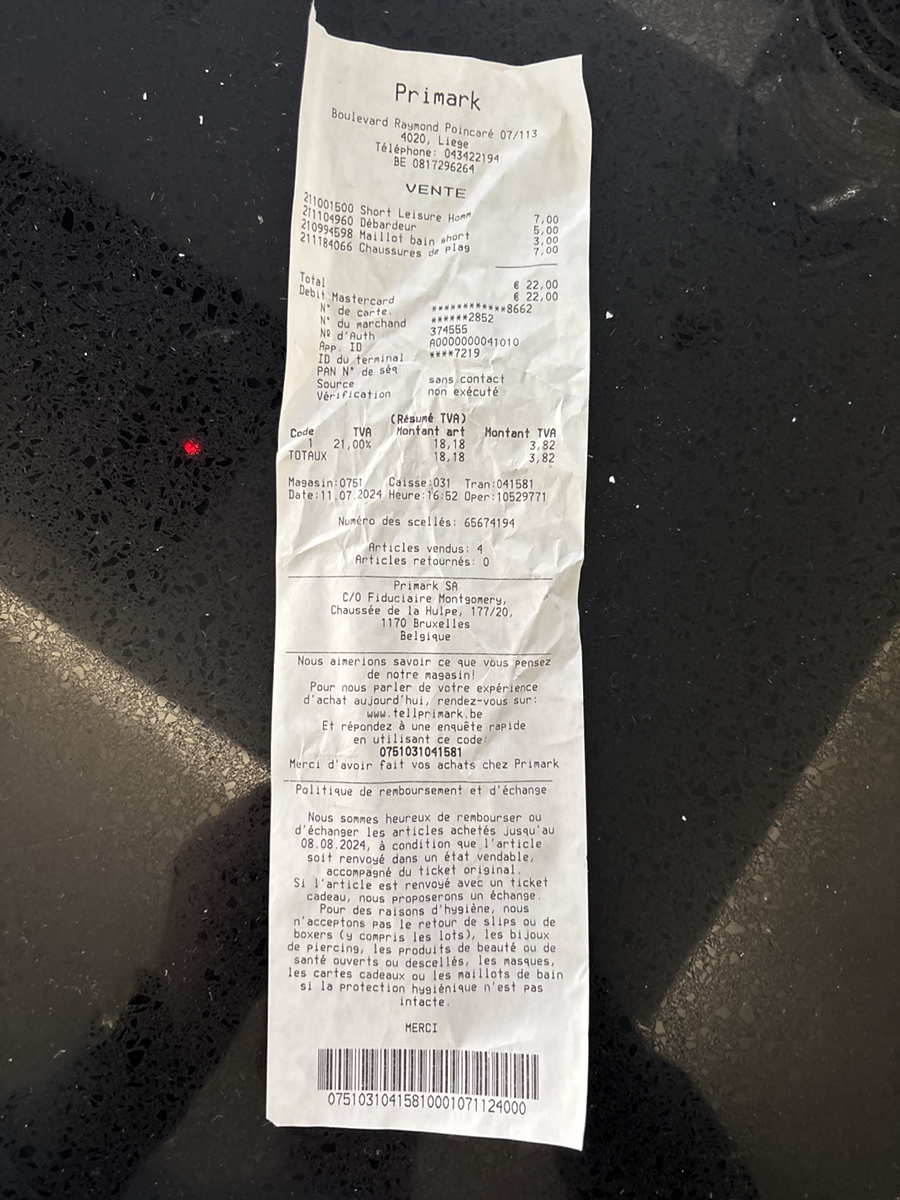 Primark
Boulevard Raymond Poincaré 07/113
4020, Liege
Téléphone: 043422194
BE 0817296264
VENTE
211001500 Short Leisure Homm 7,00
211104960 Débardeur 5,00
210994598 Maillot bain short 3,00
211184066 Chaussures de plag 7,00
Total € 22,00
Debit Mastercard € 22,00
N° de carte. ************8662
N° du marchand ******2852
Nº d'Auth 374555
App. ID A0000000041010
ID du terminal ****7219
PAN N° de séq
Source sans contact
Vérification non exécuté
(Résumé TVA)
Code TVA Montant art Montant TVA
1 21,00% 18,18 3,82
TOTAUX 18,18 3,82
Magasin:0751 Caisse:031 Tran:041581
Date:11.07.2024 Heure:16:52 Oper:10529771
Numéro des scellés: 65674194
Articles vendus: 4
Articles retournés: 0
Primark SA
C/O Fiduciaire Montgomery,
Chaussée de la Hulpe, 177/20,
1170 Bruxelles
Belgique
Nous aimerions savoir ce que vous pensez
de notre magasin!
Pour nous parler de votre expérience
d'achat aujourd'hui, rendez-vous sur:
www.tellprimark.be
Et répondez à une enquête rapide
en utilisant ce code:
0751031041581
Merci d'avoir fait vos achats chez Primark
Politique de remboursement et d'échange
Nous sommes heureux de rembourser ou
d'échanger les articles achetés jusqu'au
08.08.2024, à condition que l'article
soit renvoyé dans un état vendable,
accompagné du ticket original.
Si l'article est renvoyé avec un ticket
cadeau, nous proposerons un échange.
Pour des raisons d'hygiène, nous
n'acceptons pas le retour de slips ou de
boxers (y compris les lots), les bijoux
de piercing, les produits de beauté ou de
santé ouverts ou descellés, les masques,
les cartes cadeaux ou les maillots de bain
si la protection hygiénique n'est pas
intacte.
MERCI
07510310415810001071124000